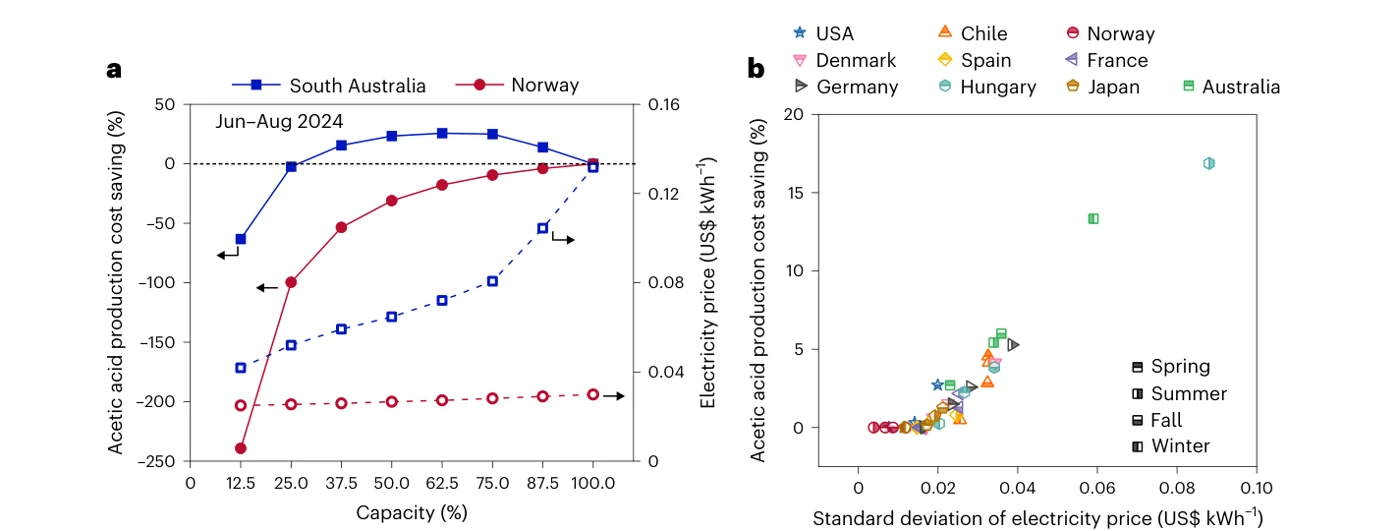 a
South Australia
Norway
Jun–Aug 2024
Acetic acid production cost saving (%)
50
0
–50
–100
–150
–200
–250
0.16
0.12
0.08
0.04
0
Electricity price (US$ kWh⁻¹)
0 12.5 25.0 37.5 50.0 62.5 75.0 87.5 100.0
Capacity (%)
b
USA Chile Norway
Denmark Spain France
Germany Hungary Japan Australia
Acetic acid production cost saving (%)
20
15
10
5
0
Spring
Summer
Fall
Winter
0 0.02 0.04 0.06 0.08 0.10
Standard deviation of electricity price (US$ kWh⁻¹)